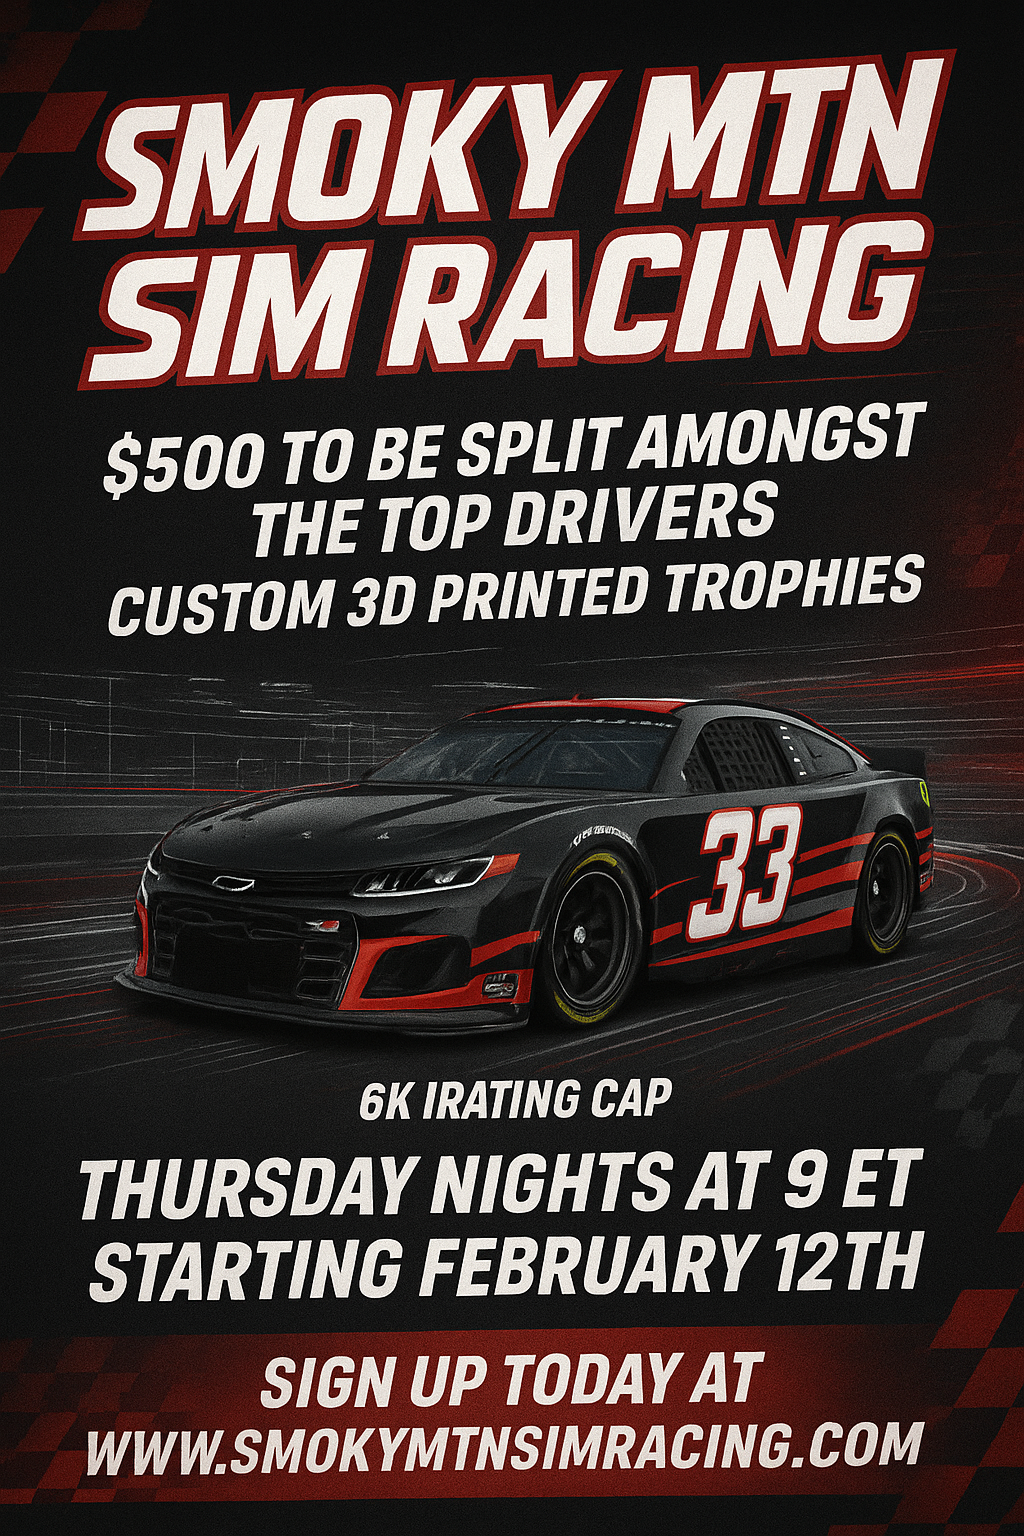 SMOKY MTN
SIM RACING
$500 TO BE SPLIT AMONGST
THE TOP DRIVERS
CUSTOM 3D PRINTED TROPHIES
33
6K IRATING CAP
THURSDAY NIGHTS AT 9 ET
STARTING FEBRUARY 12TH
SIGN UP TODAY AT
WWW.SMOKYMTNSIMRACING.COM